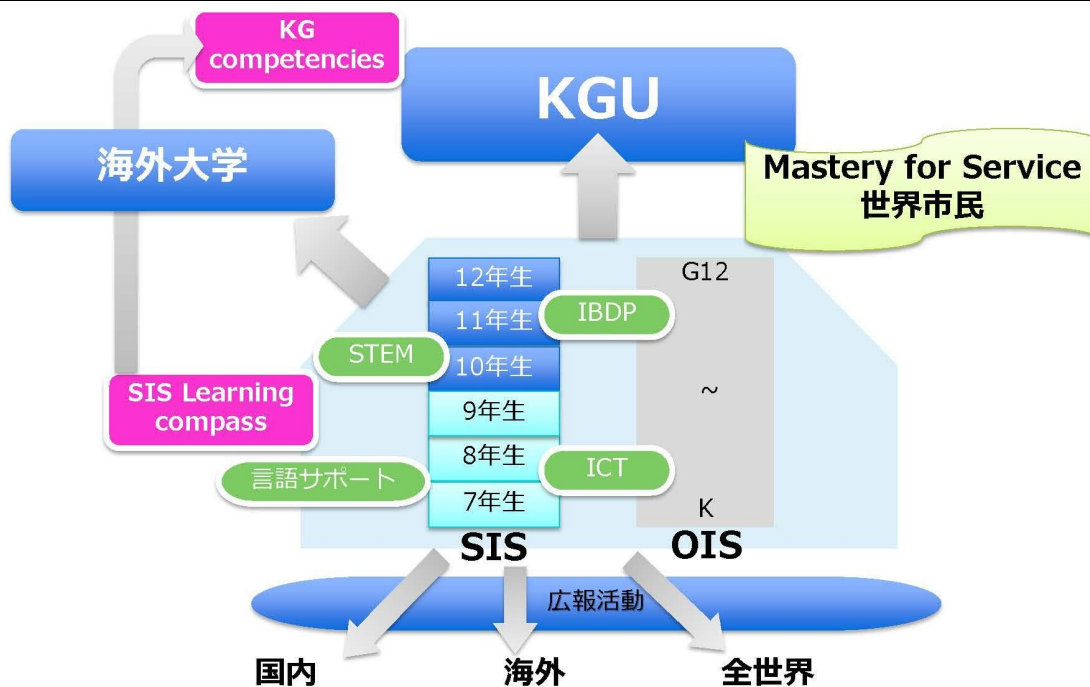 KG
competencies
KGU
海外大学
Mastery for Service
世界市民
12年生
11年生
10年生
9年生
8年生
7年生
SIS
IBDP
STEM
ICT
言語サポート
SIS Learning
compass
G12
~
K
OIS
広報活動
国内
海外
全世界